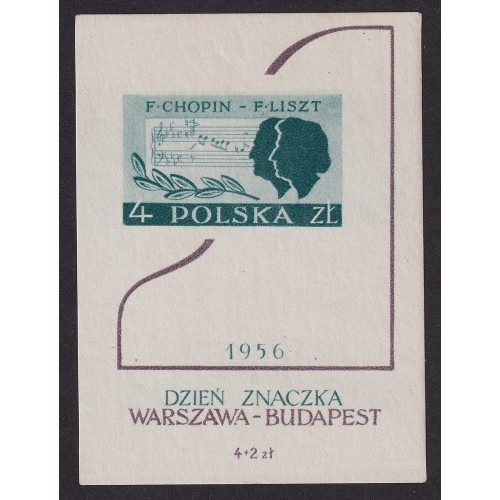 F·CHOPIN – F·LISZT
4 POLSKA ZŁ
1956
DZIEŃ ZNACZKA
WARSZAWA-BUDAPEST
4+2 zł